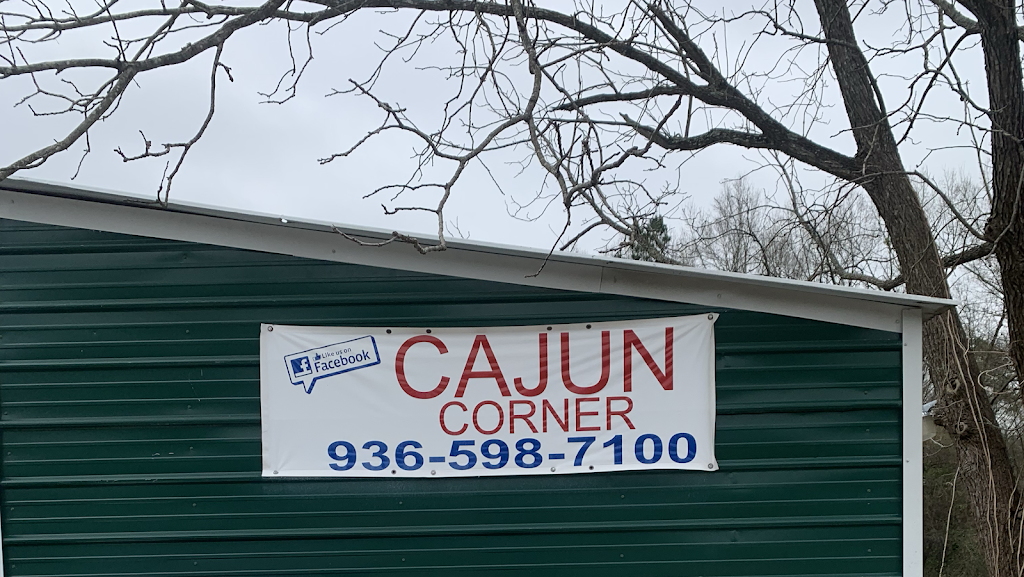 Like us on
Facebook
CAJUN
CORNER
936-598-7100